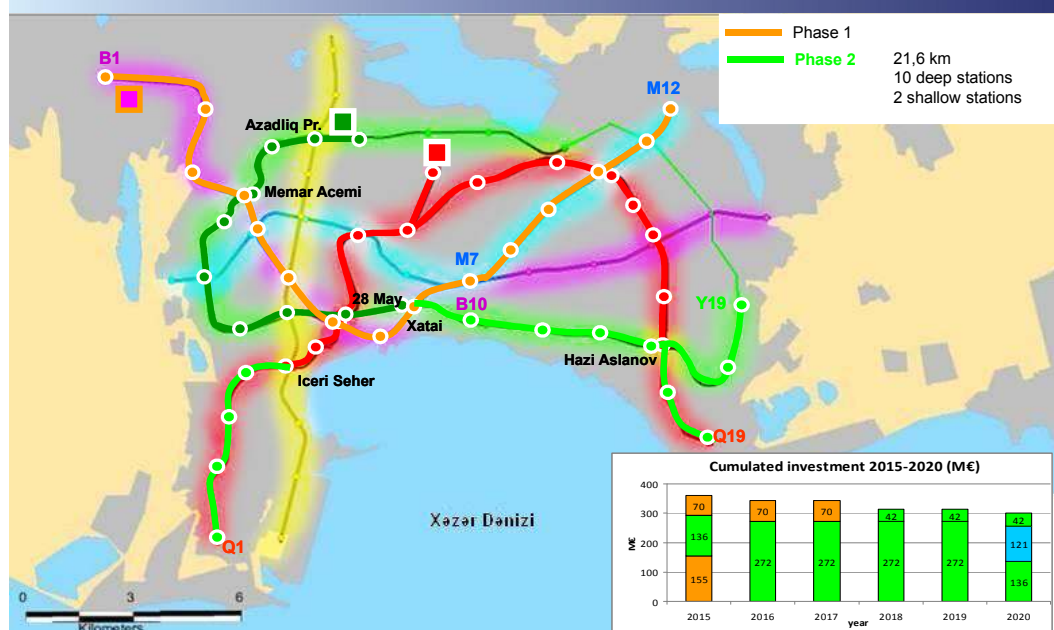 Phase 1
Phase 2
21,6 km
10 deep stations
2 shallow stations
B1
M12
Azadliq Pr.
Memar Acemi
M7
28 May
B10
Y19
Xatai
Hazi Aslanov
Iceri Seher
Q19
Xəzər Dənizi
Q1
0 3 6
Kilometers
Cumulated investment 2015-2020 (M€)
400
300
200
100
0
M€
70 70 70 42 42 42
136 272 272 272 272 121
155 136
2015 2016 2017 2018 2019 2020
year